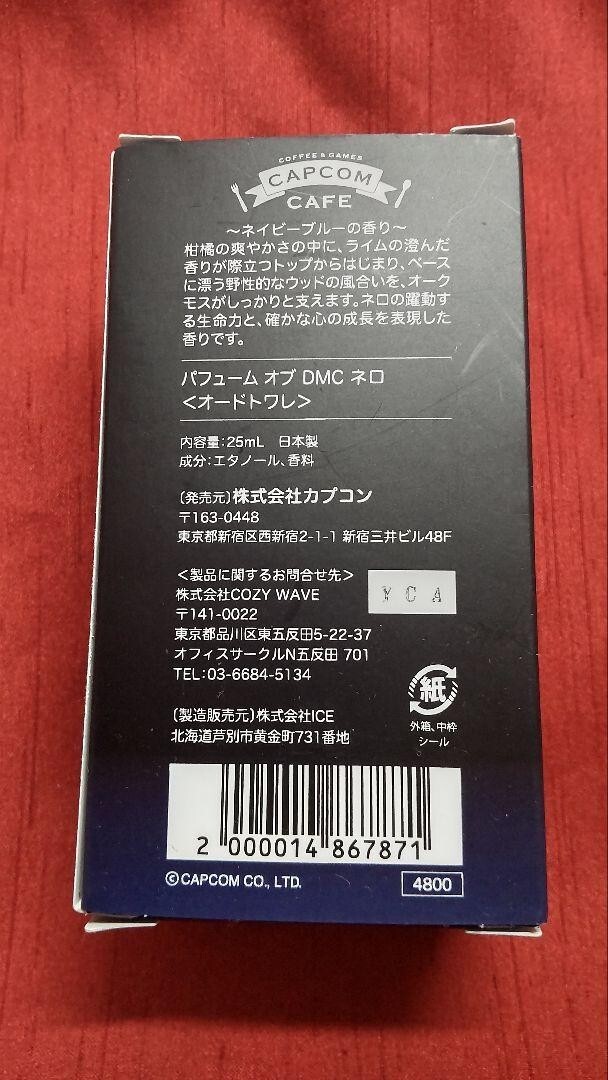 COFFEE & GAMES
CAPCOM
CAFE
～ネイビーブルーの香り～
柑橘の爽やかさの中に、ライムの澄んだ
香りが際立つトップからはじまり、ベース
に漂う野性的なウッドの風合いを、オーク
モスがしっかりと支えます。ネロの躍動す
る生命力と、確かな心の成長を表現した
香りです。
パフューム オブ DMC ネロ
＜オードトワレ＞
内容量：25mL　日本製
成分：エタノール、香料
〔発売元〕株式会社カプコン
〒163-0448
東京都新宿区西新宿2-1-1 新宿三井ビル48F
＜製品に関するお問合せ先＞
株式会社COZY WAVE
〒141-0022
東京都品川区東五反田5-22-37
オフィスサークルN五反田 701
TEL：03-6684-5134
YCA
紙
外箱、中枠
シール
〔製造販売元〕株式会社ICE
北海道芦別市黄金町731番地
2 000014 867871
©CAPCOM CO., LTD.
4800